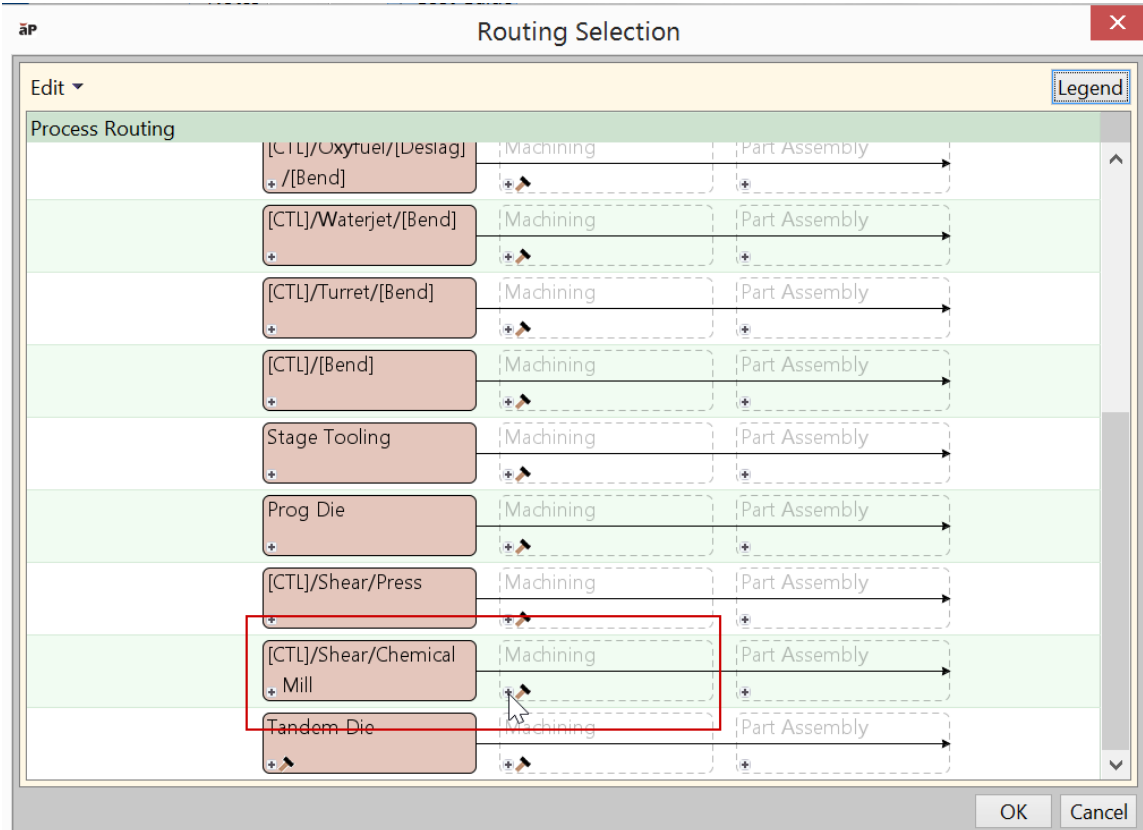 āP
Routing Selection
Edit
Legend
Process Routing
[CTL]/Oxyfuel/[Deslag] Machining Part Assembly
/[Bend]
[CTL]/Waterjet/[Bend] Machining Part Assembly
[CTL]/Turret/[Bend] Machining Part Assembly
[CTL]/[Bend] Machining Part Assembly
Stage Tooling Machining Part Assembly
Prog Die Machining Part Assembly
[CTL]/Shear/Press Machining Part Assembly
[CTL]/Shear/Chemical Machining Part Assembly
Mill
Tandem Die Machining Part Assembly
OK Cancel